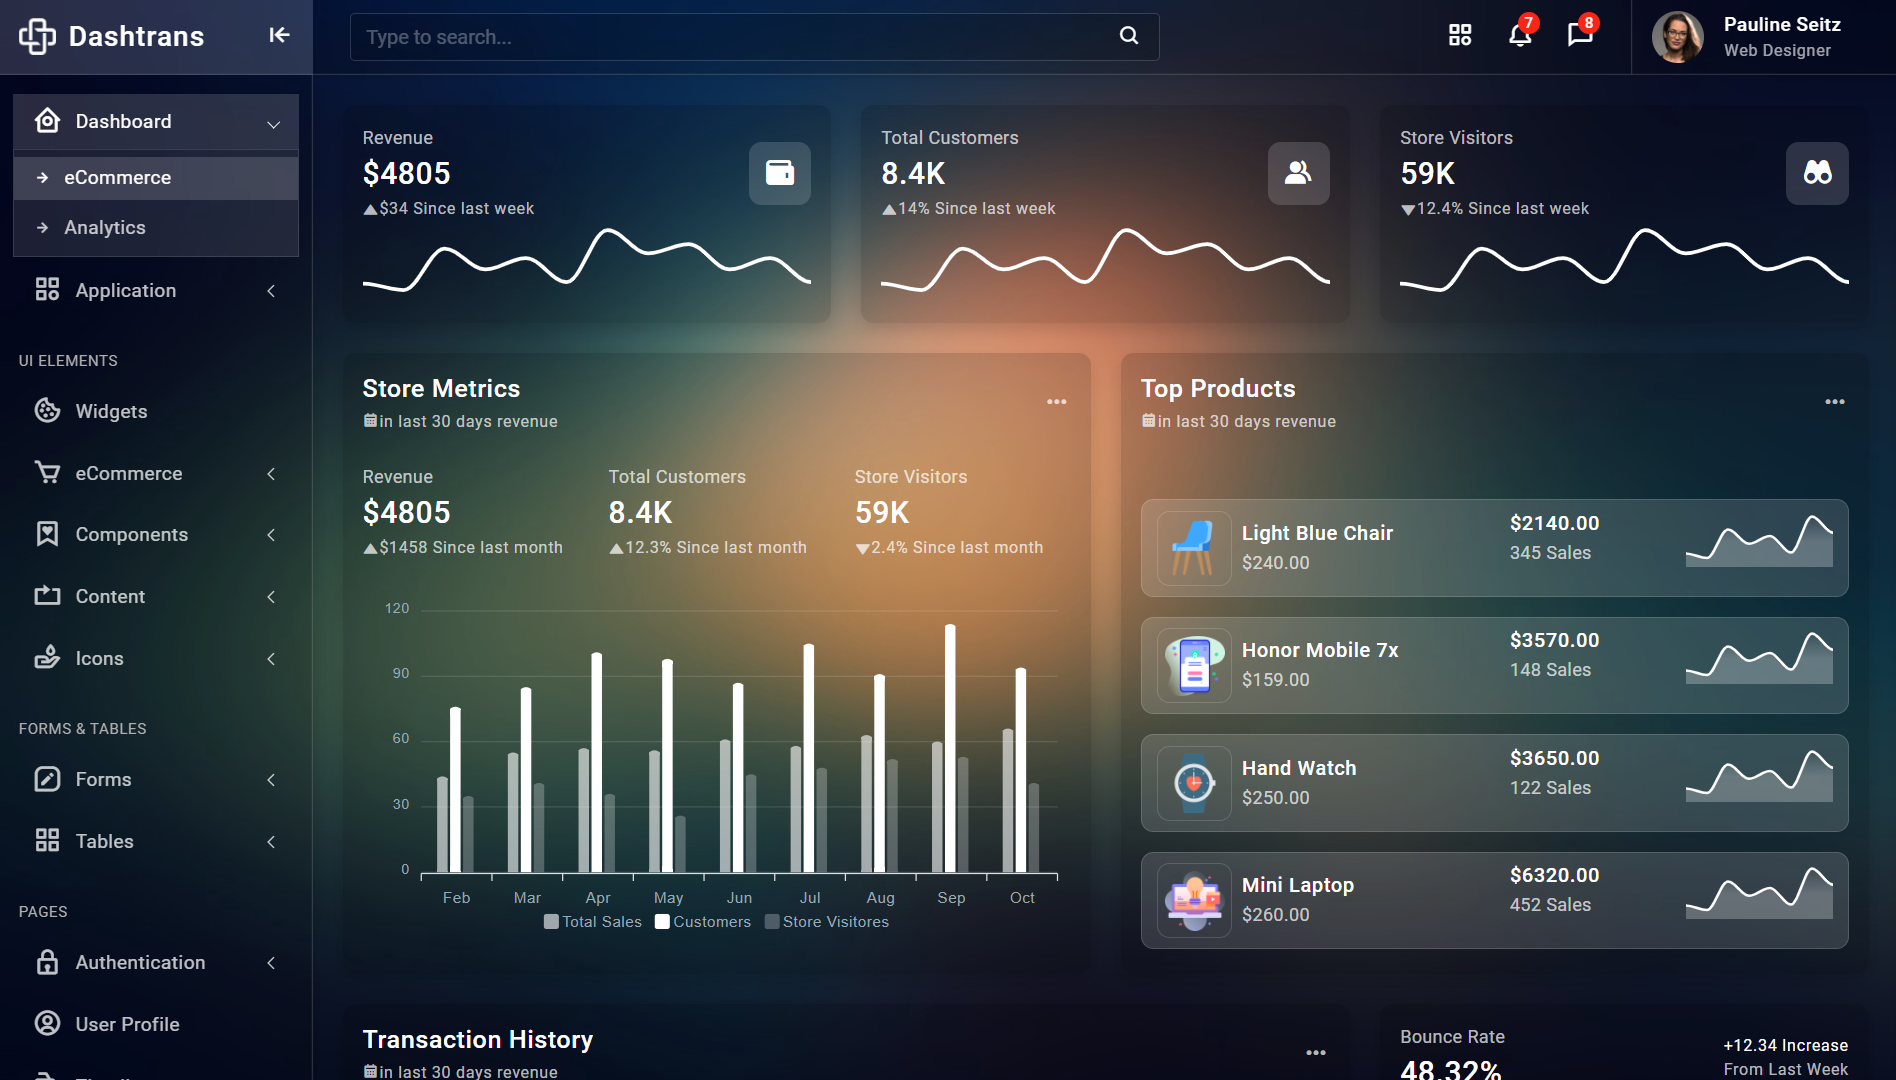 Dashtrans
Type to search...
7
8
Pauline Seitz
Web Designer
Dashboard
eCommerce
Analytics
Application
UI ELEMENTS
Widgets
eCommerce
Components
Content
Icons
FORMS & TABLES
Forms
Tables
PAGES
Authentication
User Profile
Revenue
$4805
$34 Since last week
Total Customers
8.4K
14% Since last week
Store Visitors
59K
12.4% Since last week
Store Metrics
in last 30 days revenue
Revenue
$4805
$1458 Since last month
Total Customers
8.4K
12.3% Since last month
Store Visitors
59K
2.4% Since last month
120
90
60
30
0
Feb Mar Apr May Jun Jul Aug Sep Oct
Total Sales Customers Store Visitores
Top Products
in last 30 days revenue
Light Blue Chair
$240.00
$2140.00
345 Sales
Honor Mobile 7x
$159.00
$3570.00
148 Sales
Hand Watch
$250.00
$3650.00
122 Sales
Mini Laptop
$260.00
$6320.00
452 Sales
Transaction History
in last 30 days revenue
Bounce Rate
48.32%
+12.34 Increase
From Last Week